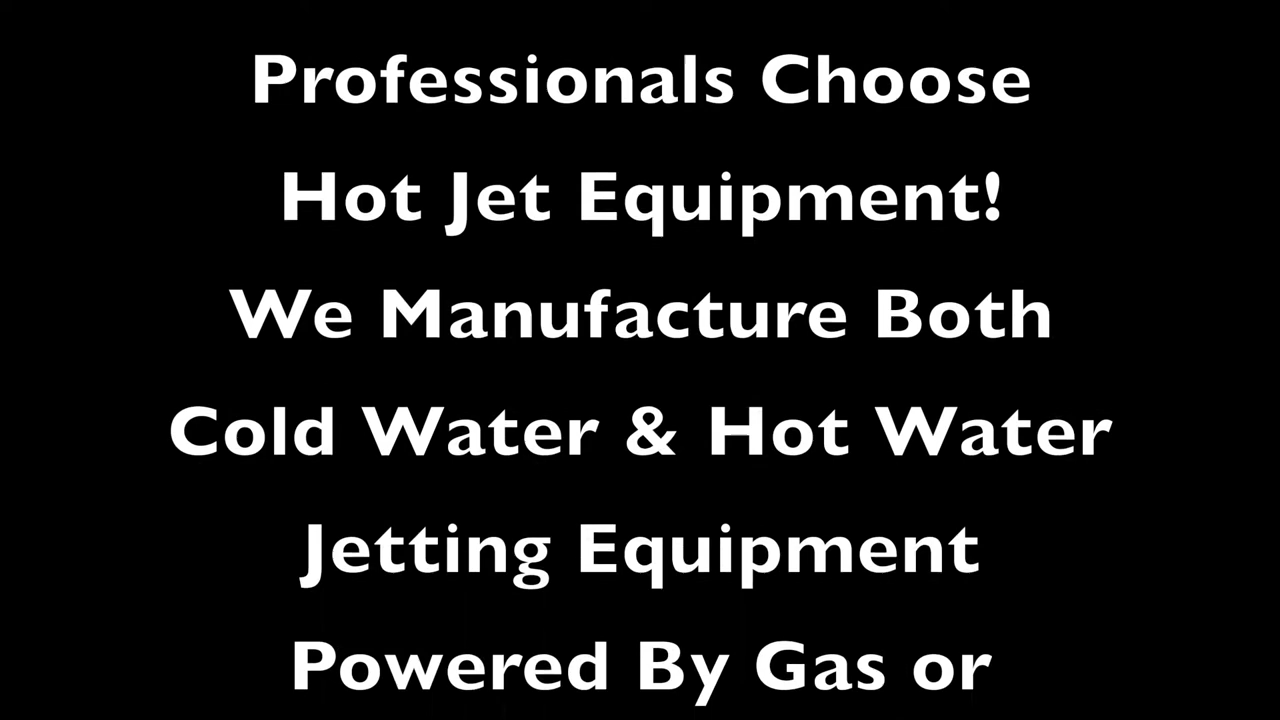 Professionals Choose
Hot Jet Equipment!
We Manufacture Both
Cold Water & Hot Water
Jetting Equipment
Powered By Gas or